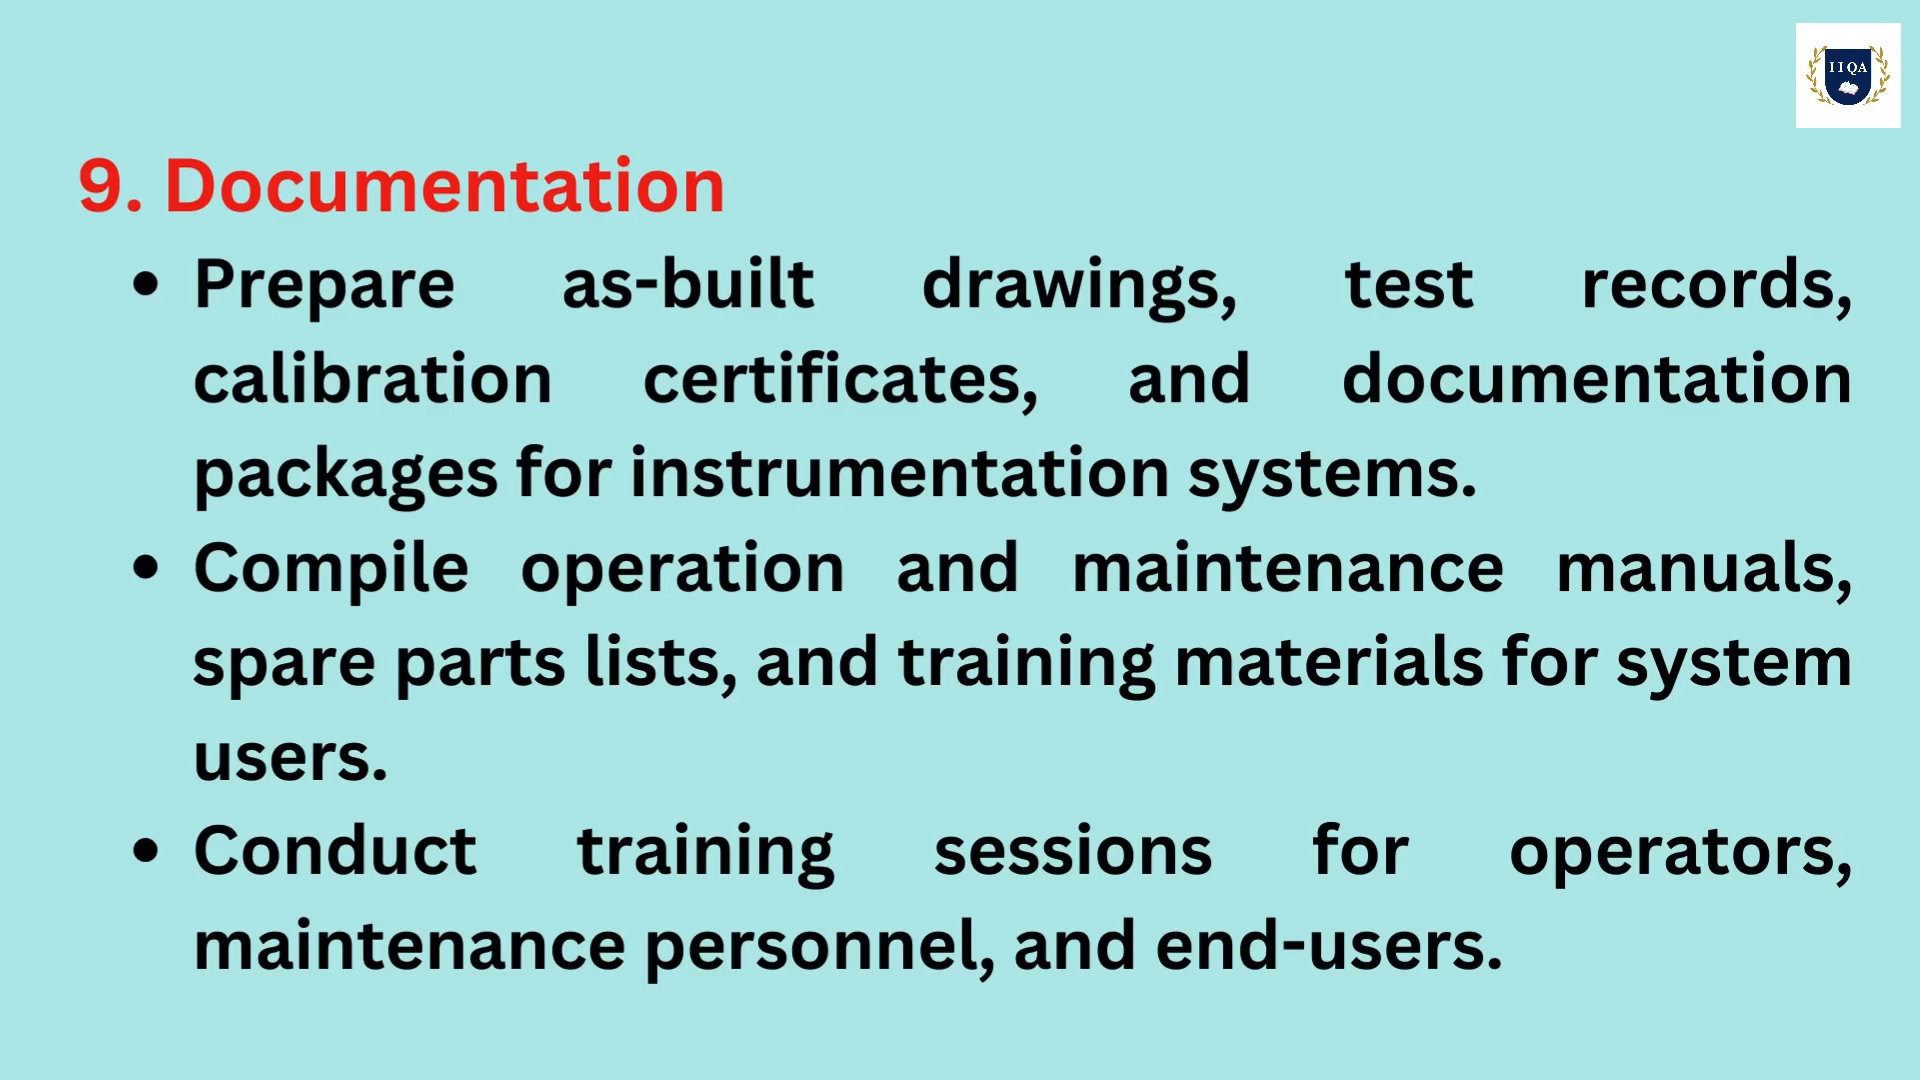 IIQA
9. Documentation
• Prepare as-built drawings, test records,
calibration certificates, and documentation
packages for instrumentation systems.
• Compile operation and maintenance manuals,
spare parts lists, and training materials for system
users.
• Conduct training sessions for operators,
maintenance personnel, and end-users.